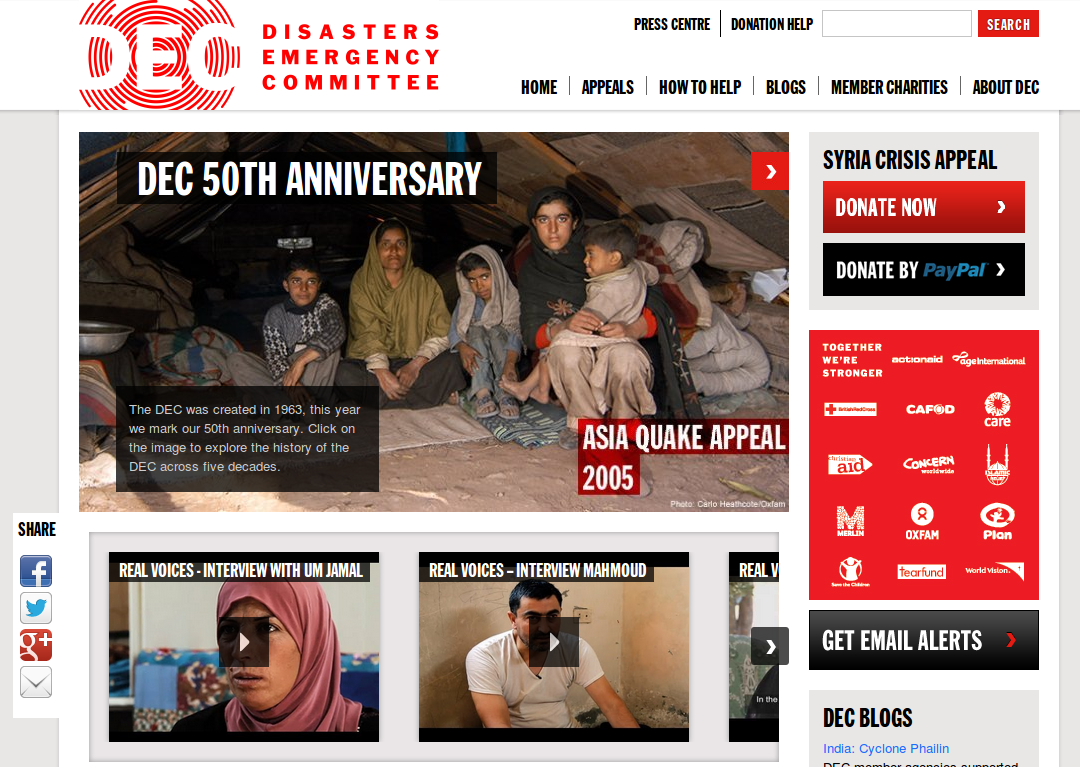 DEC
DISASTERS
EMERGENCY
COMMITTEE
PRESS CENTRE
DONATION HELP
SEARCH
HOME
APPEALS
HOW TO HELP
BLOGS
MEMBER CHARITIES
ABOUT DEC
DEC 50TH ANNIVERSARY
The DEC was created in 1963, this year
we mark our 50th anniversary. Click on
the image to explore the history of the
DEC across five decades.
ASIA QUAKE APPEAL
2005
Photo: Carlo Heathcote/Oxfam
SYRIA CRISIS APPEAL
DONATE NOW
DONATE BY PayPal
TOGETHER
WE'RE
STRONGER
actionaid
ageInternational
BritishRedCross
CAFOD
care
christian
aid
CONCERN
worldwide
ISLAMIC
RELIEF
MERLIN
OXFAM
Plan
Save the Children
tearfund
World Vision
GET EMAIL ALERTS
DEC BLOGS
India: Cyclone Phailin
DEC member agencies supported
SHARE
f
g+
REAL VOICES - INTERVIEW WITH UM JAMAL
REAL VOICES – INTERVIEW MAHMOUD
REAL V
In the